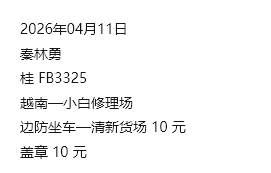 2026年04月11日
秦林勇
桂 FB3325
越南—小白修理场
边防坐车—清新货场 10 元
盖章 10 元